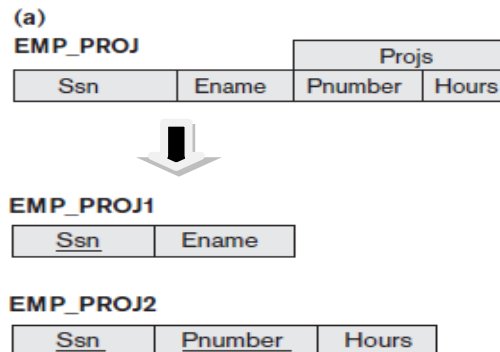 (a)
EMP_PROJ
Projs
Ssn Ename Pnumber Hours
EMP_PROJ1
Ssn Ename
EMP_PROJ2
Ssn Pnumber Hours